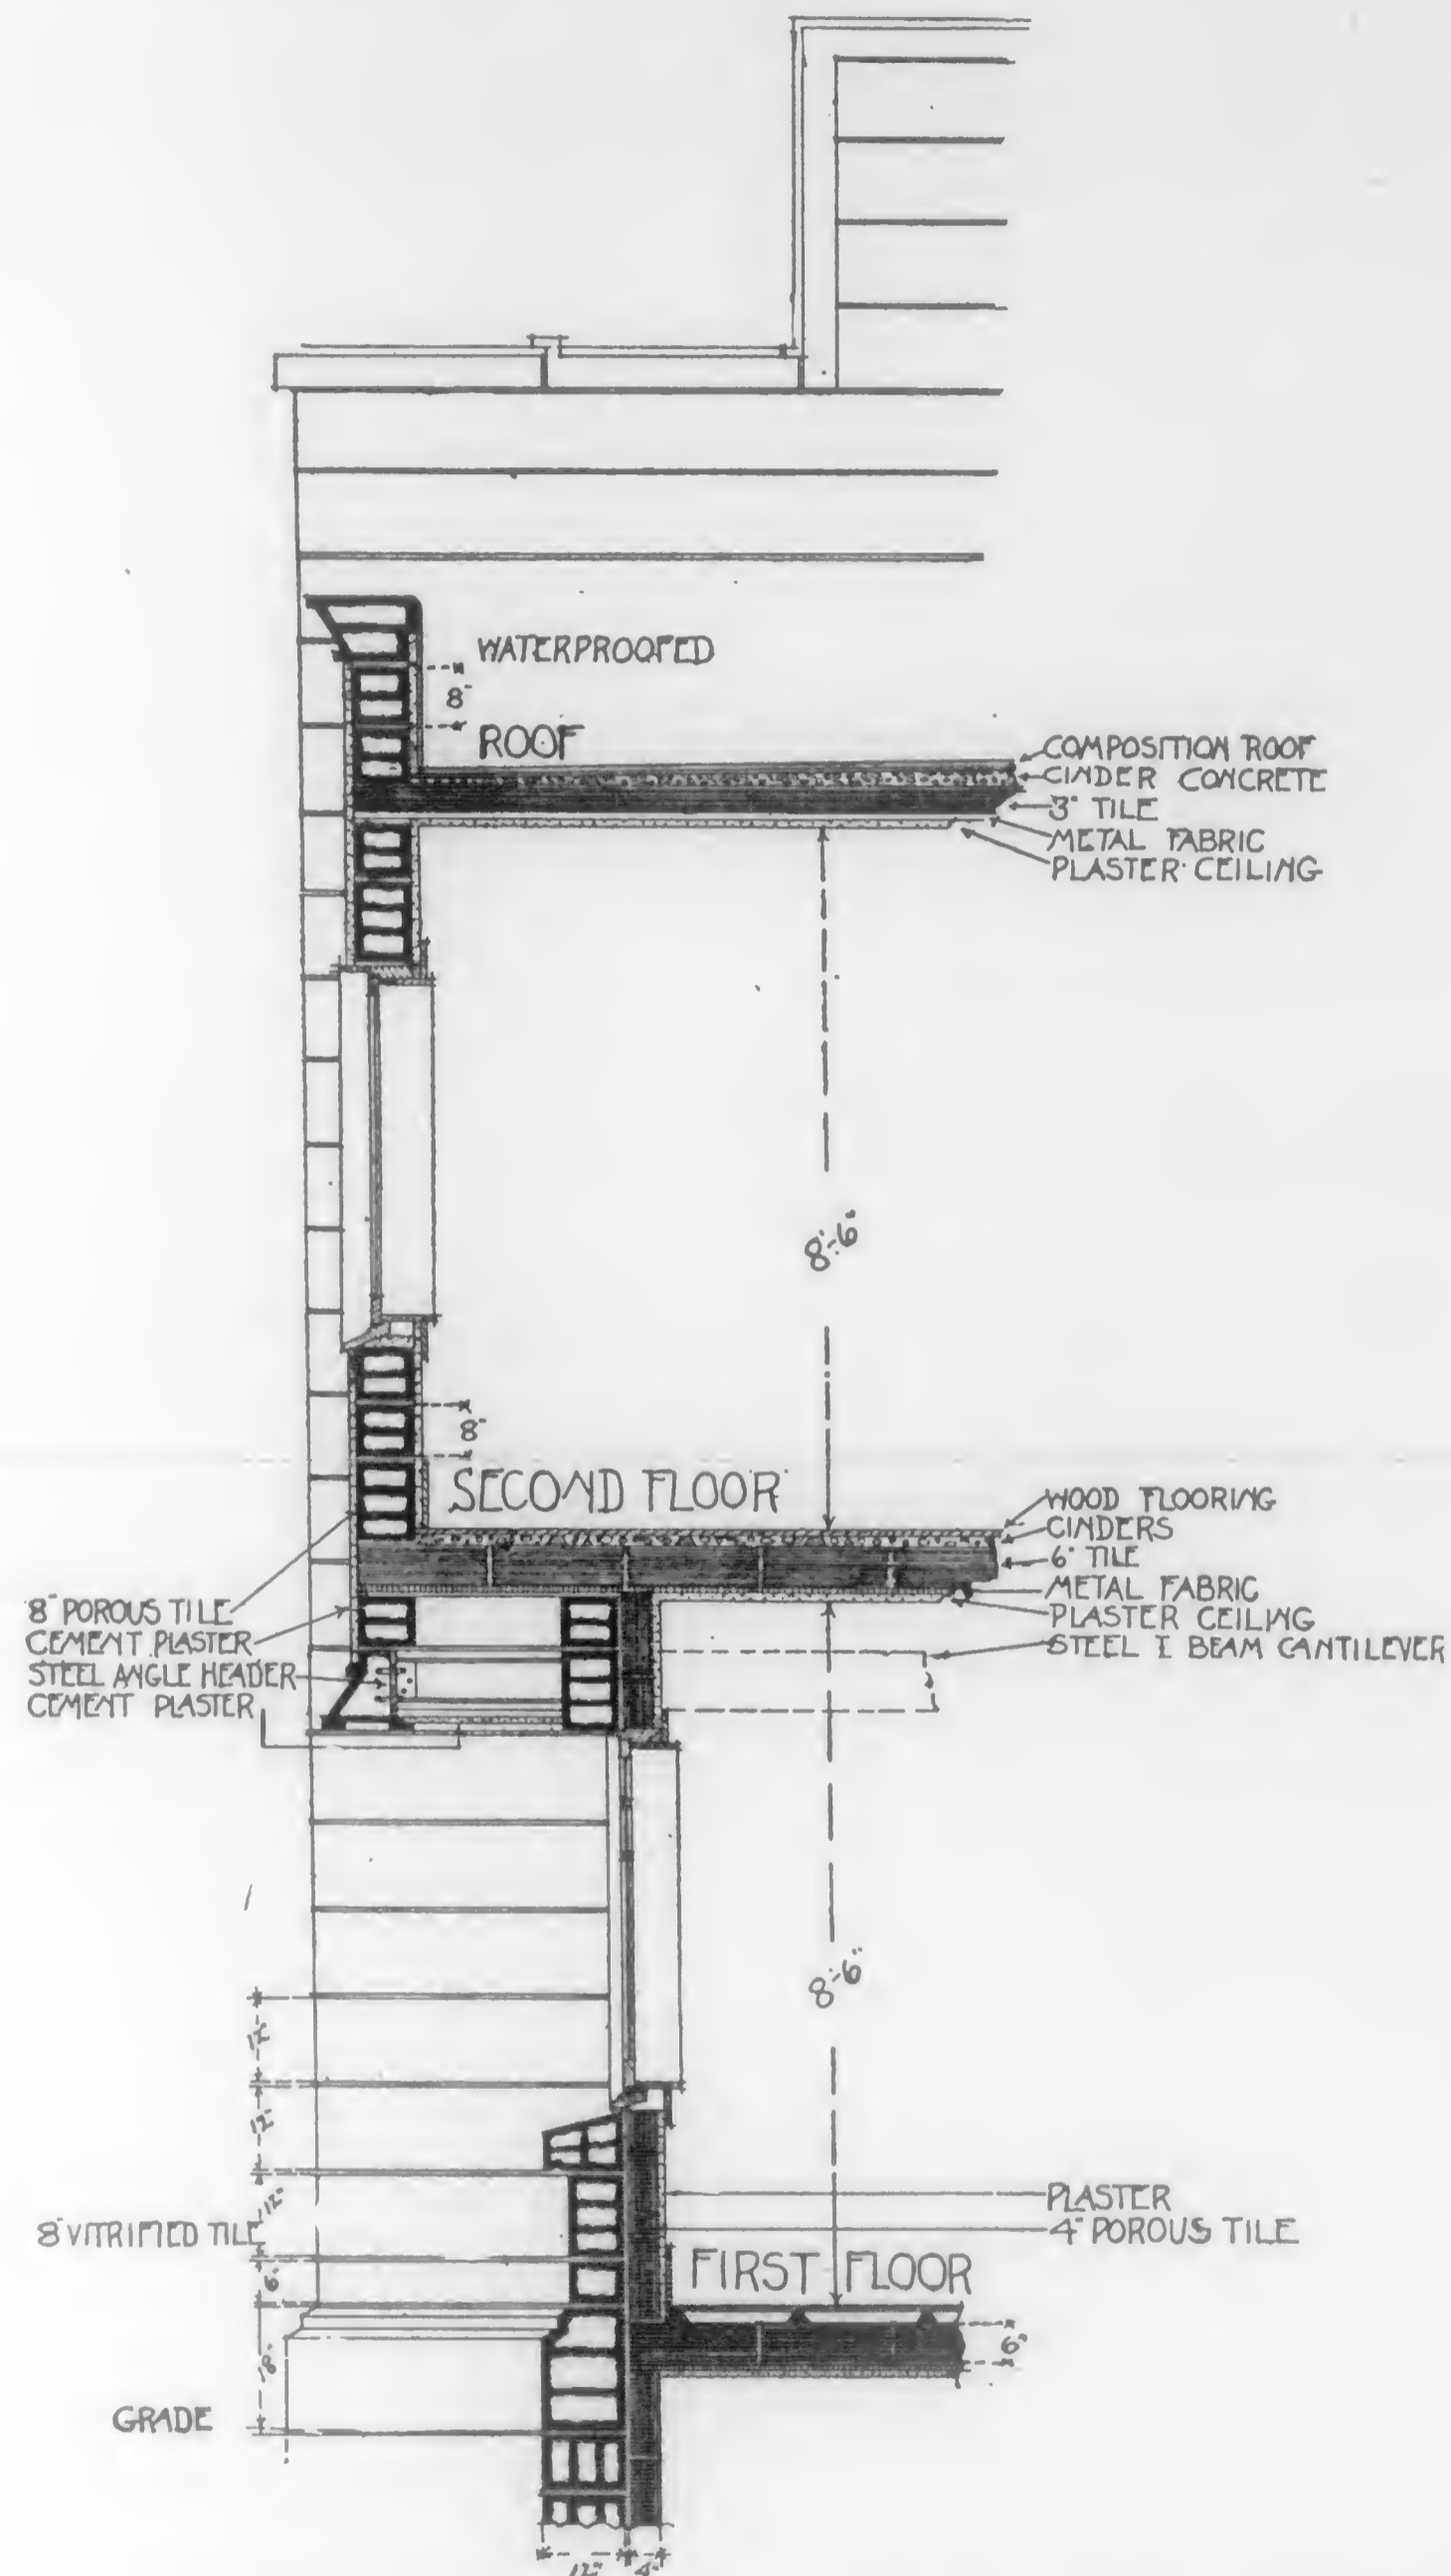 WATERPROOFED
8"
ROOF
COMPOSITION ROOF
CINDER CONCRETE
3" TILE
METAL FABRIC
PLASTER CEILING
8'-6"
8"
SECOND FLOOR
WOOD FLOORING
CINDERS
6" TILE
METAL FABRIC
PLASTER CEILING
STEEL I BEAM CANTILEVER
8" POROUS TILE
CEMENT PLASTER
STEEL ANGLE HEADER
CEMENT PLASTER
8'-6"
12"
12"
12"
8" VITRIFIED TILE
6"
PLASTER
4" POROUS TILE
FIRST FLOOR
6"
GRADE
12"
4"